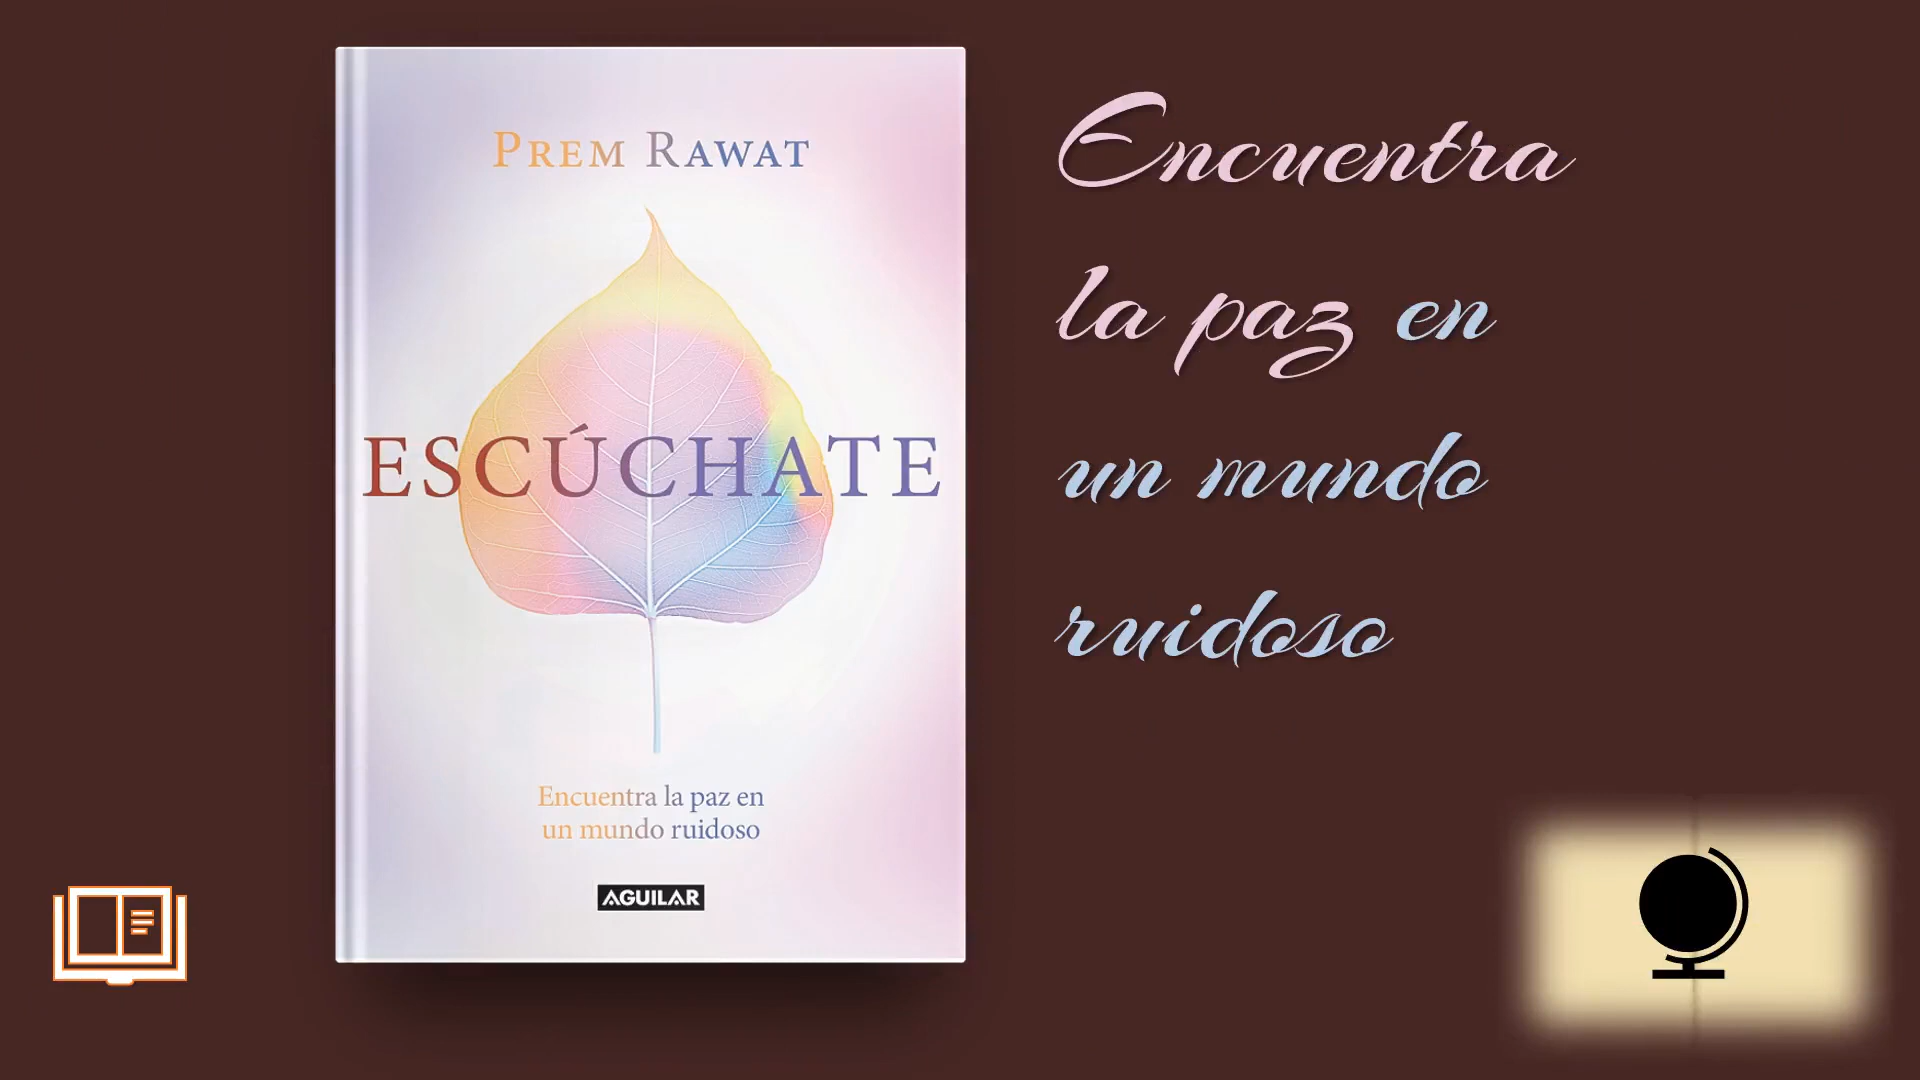 PREM RAWAT
ESCÚCHATE
Encuentra la paz en
un mundo ruidoso
AGUILAR
Encuentra
la paz en
un mundo
ruidoso